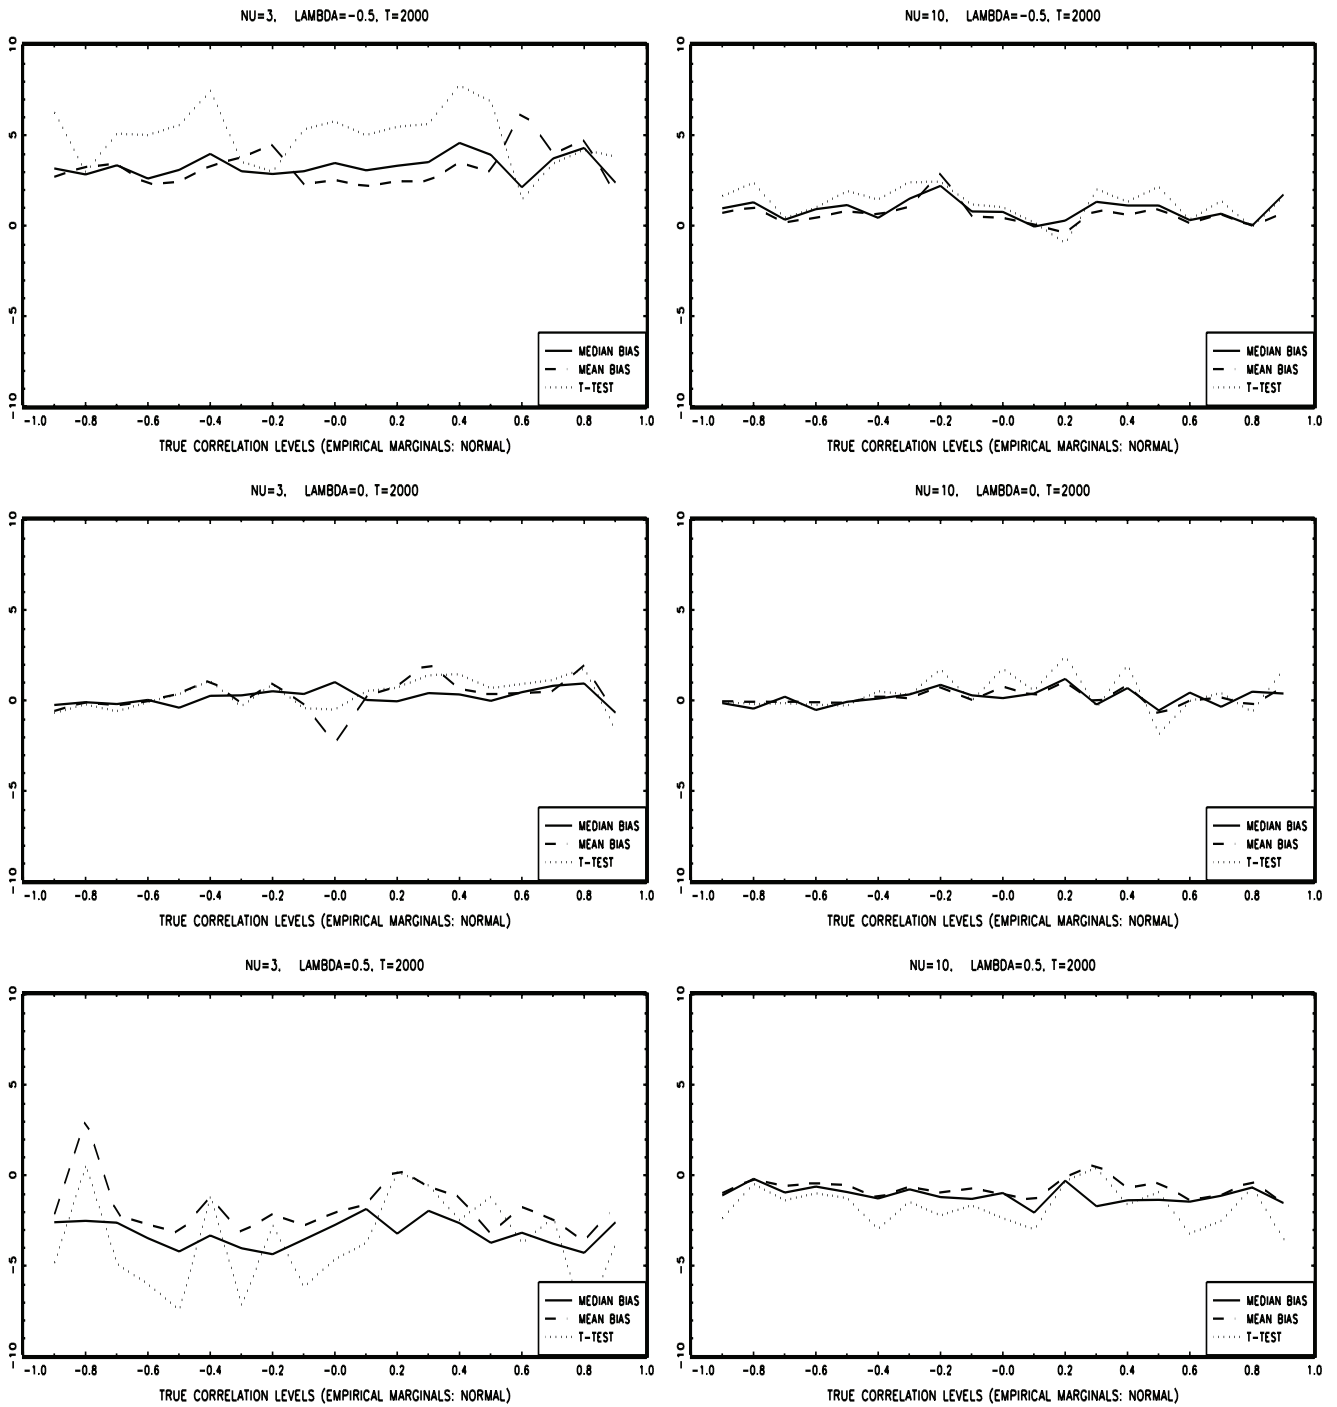 NU=3,   LAMBDA=-0.5, T=2000
10
5
0
-5
-10
MEDIAN BIAS
MEAN BIAS
T-TEST
-1.0 -0.8 -0.6 -0.4 -0.2 -0.0 0.2 0.4 0.6 0.8 1.0
TRUE CORRELATION LEVELS (EMPIRICAL MARGINALS: NORMAL)
NU=10,   LAMBDA=-0.5, T=2000
10
5
0
-5
-10
MEDIAN BIAS
MEAN BIAS
T-TEST
-1.0 -0.8 -0.6 -0.4 -0.2 -0.0 0.2 0.4 0.6 0.8 1.0
TRUE CORRELATION LEVELS (EMPIRICAL MARGINALS: NORMAL)
NU=3,   LAMBDA=0, T=2000
10
5
0
-5
-10
MEDIAN BIAS
MEAN BIAS
T-TEST
-1.0 -0.8 -0.6 -0.4 -0.2 -0.0 0.2 0.4 0.6 0.8 1.0
TRUE CORRELATION LEVELS (EMPIRICAL MARGINALS: NORMAL)
NU=10,   LAMBDA=0, T=2000
10
5
0
-5
-10
MEDIAN BIAS
MEAN BIAS
T-TEST
-1.0 -0.8 -0.6 -0.4 -0.2 -0.0 0.2 0.4 0.6 0.8 1.0
TRUE CORRELATION LEVELS (EMPIRICAL MARGINALS: NORMAL)
NU=3,   LAMBDA=0.5, T=2000
10
5
0
-5
-10
MEDIAN BIAS
MEAN BIAS
T-TEST
-1.0 -0.8 -0.6 -0.4 -0.2 -0.0 0.2 0.4 0.6 0.8 1.0
TRUE CORRELATION LEVELS (EMPIRICAL MARGINALS: NORMAL)
NU=10,   LAMBDA=0.5, T=2000
10
5
0
-5
-10
MEDIAN BIAS
MEAN BIAS
T-TEST
-1.0 -0.8 -0.6 -0.4 -0.2 -0.0 0.2 0.4 0.6 0.8 1.0
TRUE CORRELATION LEVELS (EMPIRICAL MARGINALS: NORMAL)